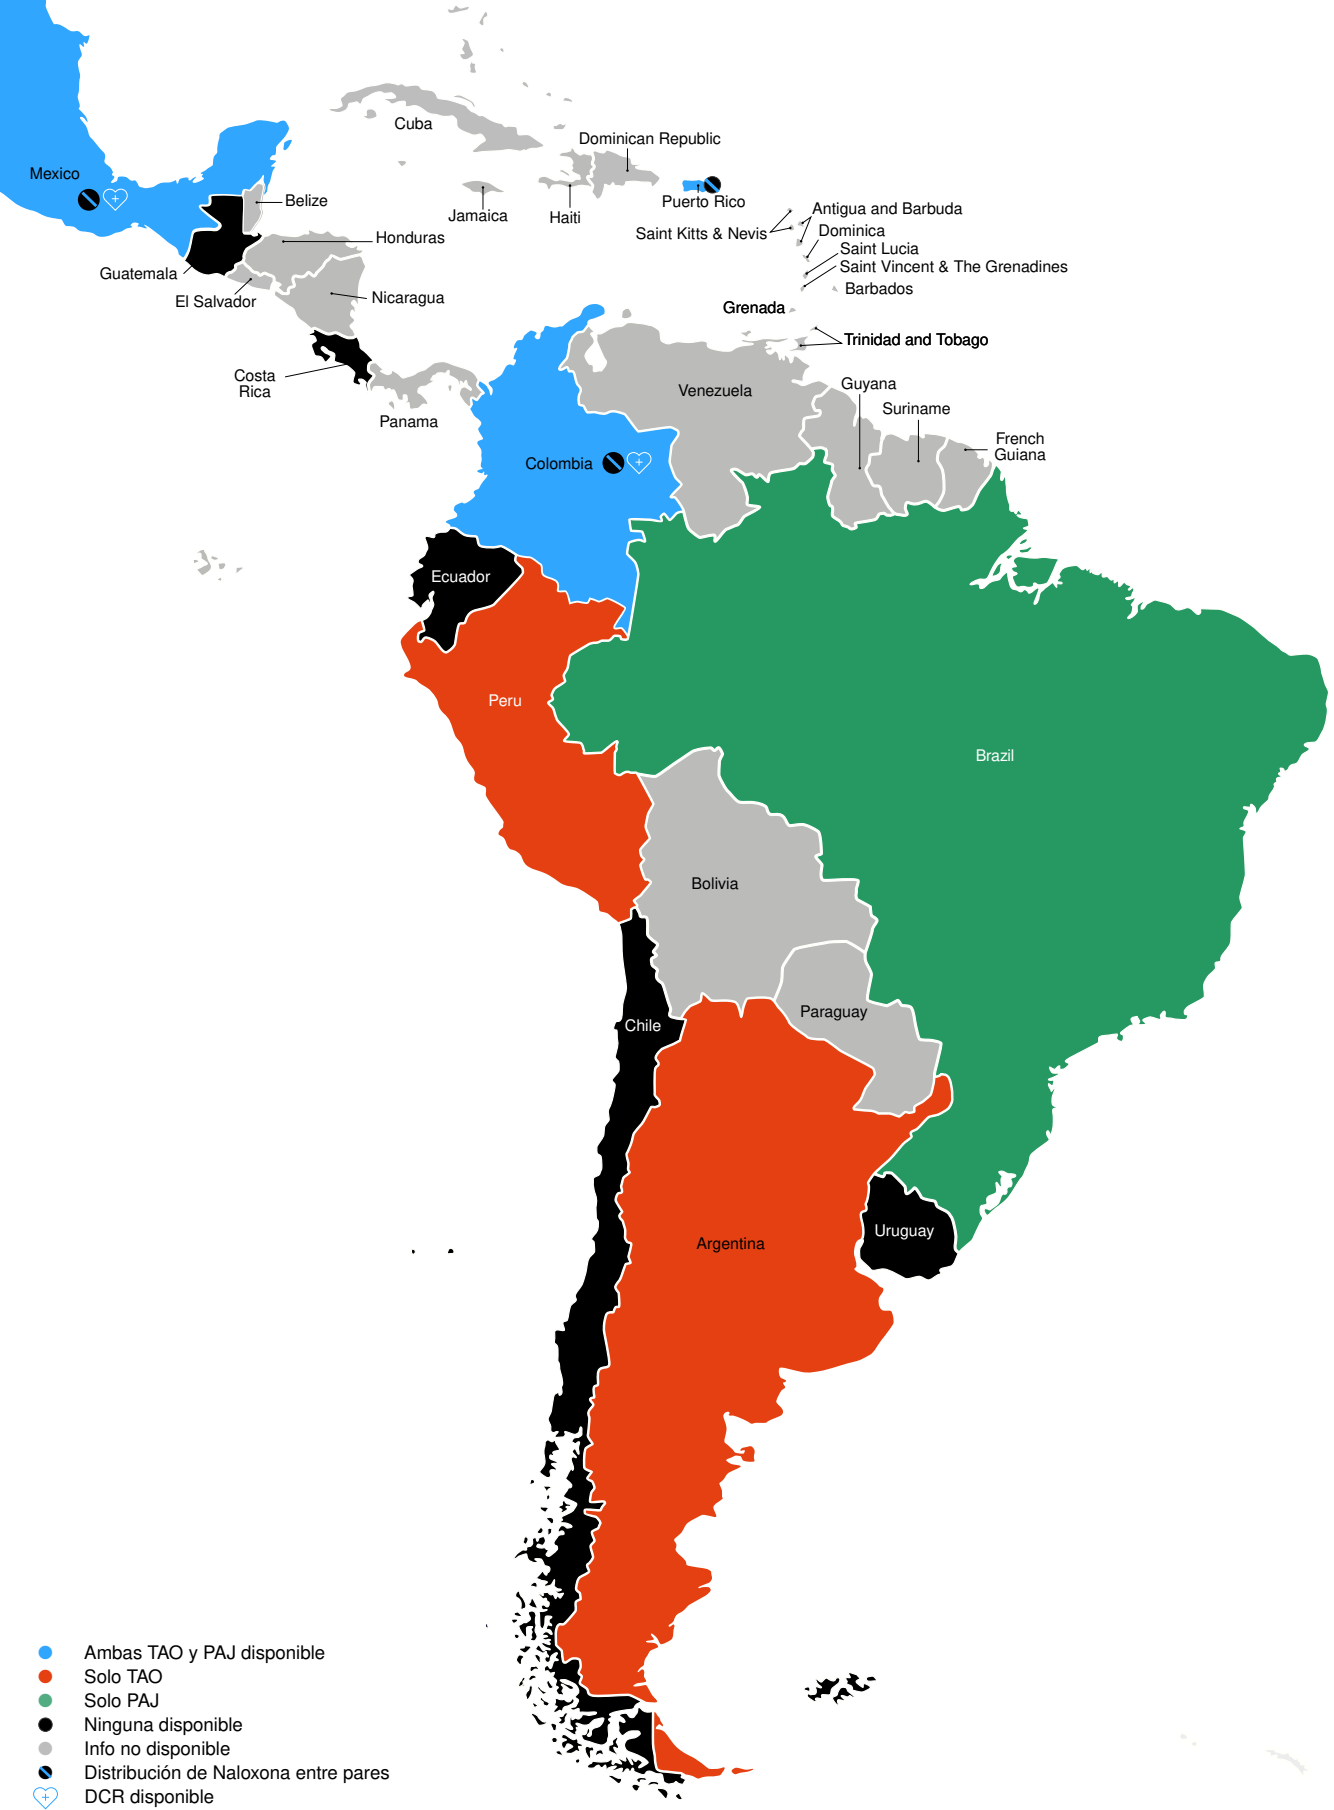 Cuba
Dominican Republic
Mexico
Belize
Jamaica
Haiti
Puerto Rico
Antigua and Barbuda
Saint Kitts & Nevis
Dominica
Honduras
Saint Lucia
Guatemala
Saint Vincent & The Grenadines
El Salvador
Nicaragua
Barbados
Grenada
Trinidad and Tobago
Costa
Rica
Venezuela
Guyana
Panama
Suriname
French
Guiana
Colombia
Ecuador
Peru
Brazil
Bolivia
Paraguay
Chile
Uruguay
Argentina
Ambas TAO y PAJ disponible
Solo TAO
Solo PAJ
Ninguna disponible
Info no disponible
Distribución de Naloxona entre pares
DCR disponible